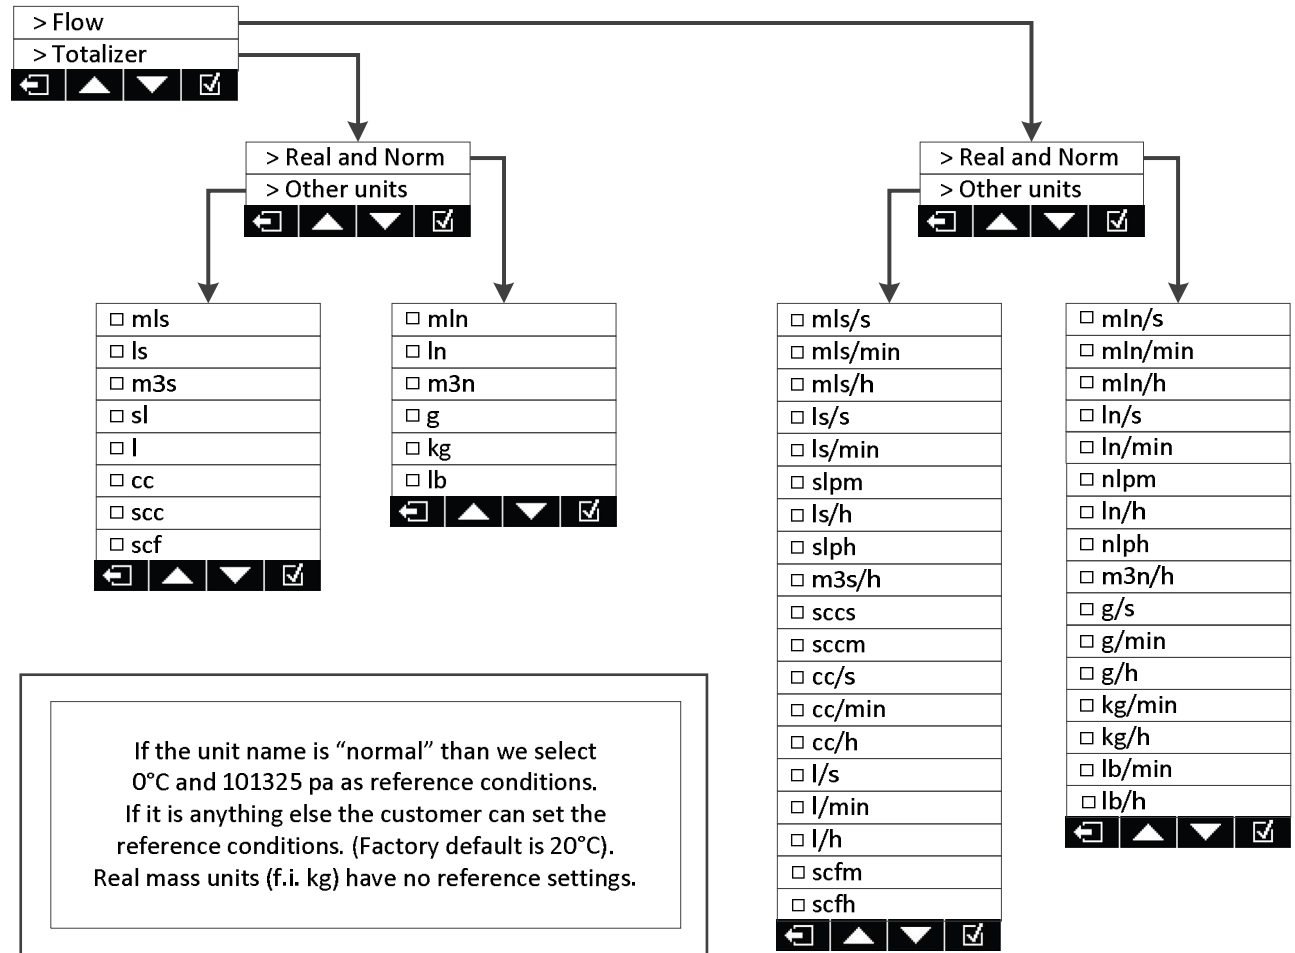 > Flow
> Totalizer
> Real and Norm
> Other units
> Real and Norm
> Other units
mls
ls
m3s
sl
l
cc
scc
scf
mln
ln
m3n
g
kg
lb
mls/s
mls/min
mls/h
ls/s
ls/min
slpm
ls/h
slph
m3s/h
sccs
sccm
cc/s
cc/min
cc/h
l/s
l/min
l/h
scfm
scfh
mln/s
mln/min
mln/h
ln/s
ln/min
nlpm
ln/h
nlph
m3n/h
g/s
g/min
g/h
kg/min
kg/h
lb/min
lb/h
If the unit name is “normal” than we select
0°C and 101325 pa as reference conditions.
If it is anything else the customer can set the
reference conditions. (Factory default is 20°C).
Real mass units (f.i. kg) have no reference settings.